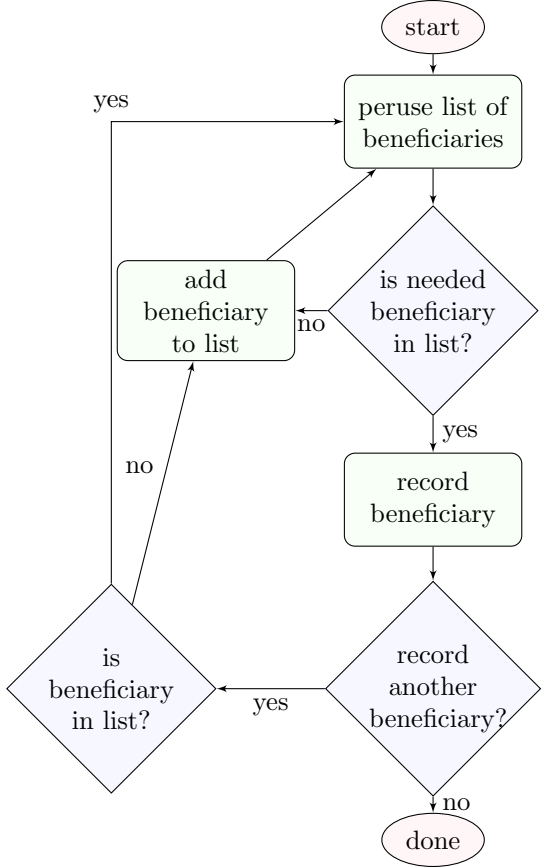 start
peruse list of
beneficiaries
yes
is needed
beneficiary
in list?
no
add
beneficiary
to list
yes
record
beneficiary
no
record
another
beneficiary?
yes
is
beneficiary
in list?
no
done